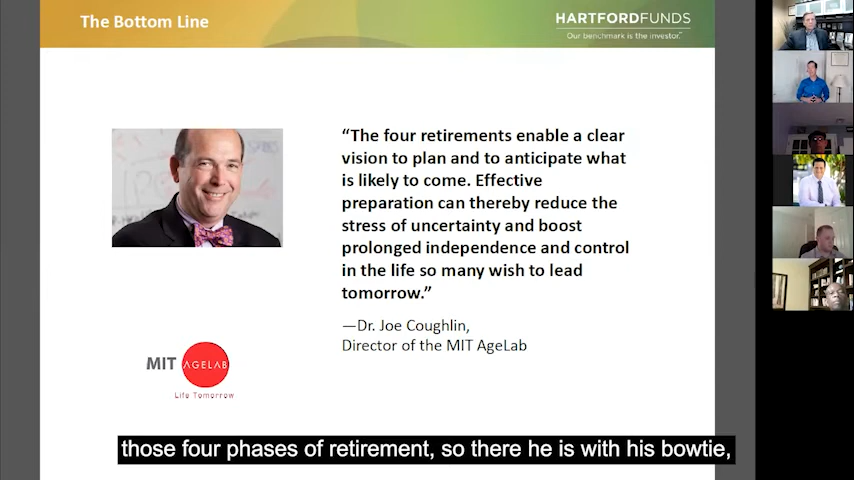 The Bottom Line
HARTFORDFUNDS
Our benchmark is the investor.™
“The four retirements enable a clear
vision to plan and to anticipate what
is likely to come. Effective
preparation can thereby reduce the
stress of uncertainty and boost
prolonged independence and control
in the life so many wish to lead
tomorrow.”
—Dr. Joe Coughlin,
Director of the MIT AgeLab
MIT AGELAB
Life Tomorrow
those four phases of retirement, so there he is with his bowtie,